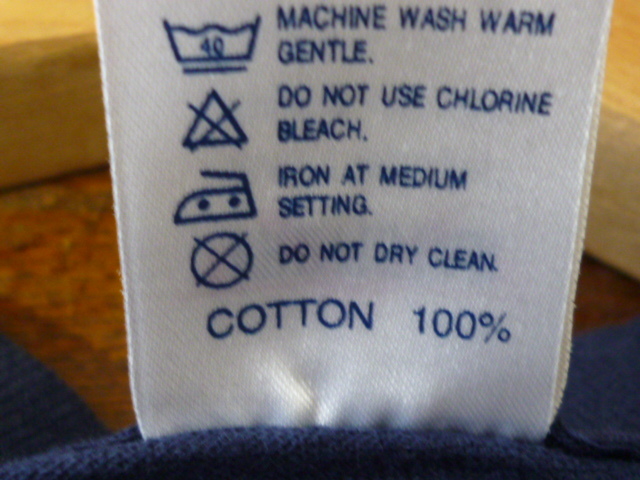 40
MACHINE WASH WARM
GENTLE.
DO NOT USE CHLORINE
BLEACH.
IRON AT MEDIUM
SETTING.
DO NOT DRY CLEAN.
COTTON 100%